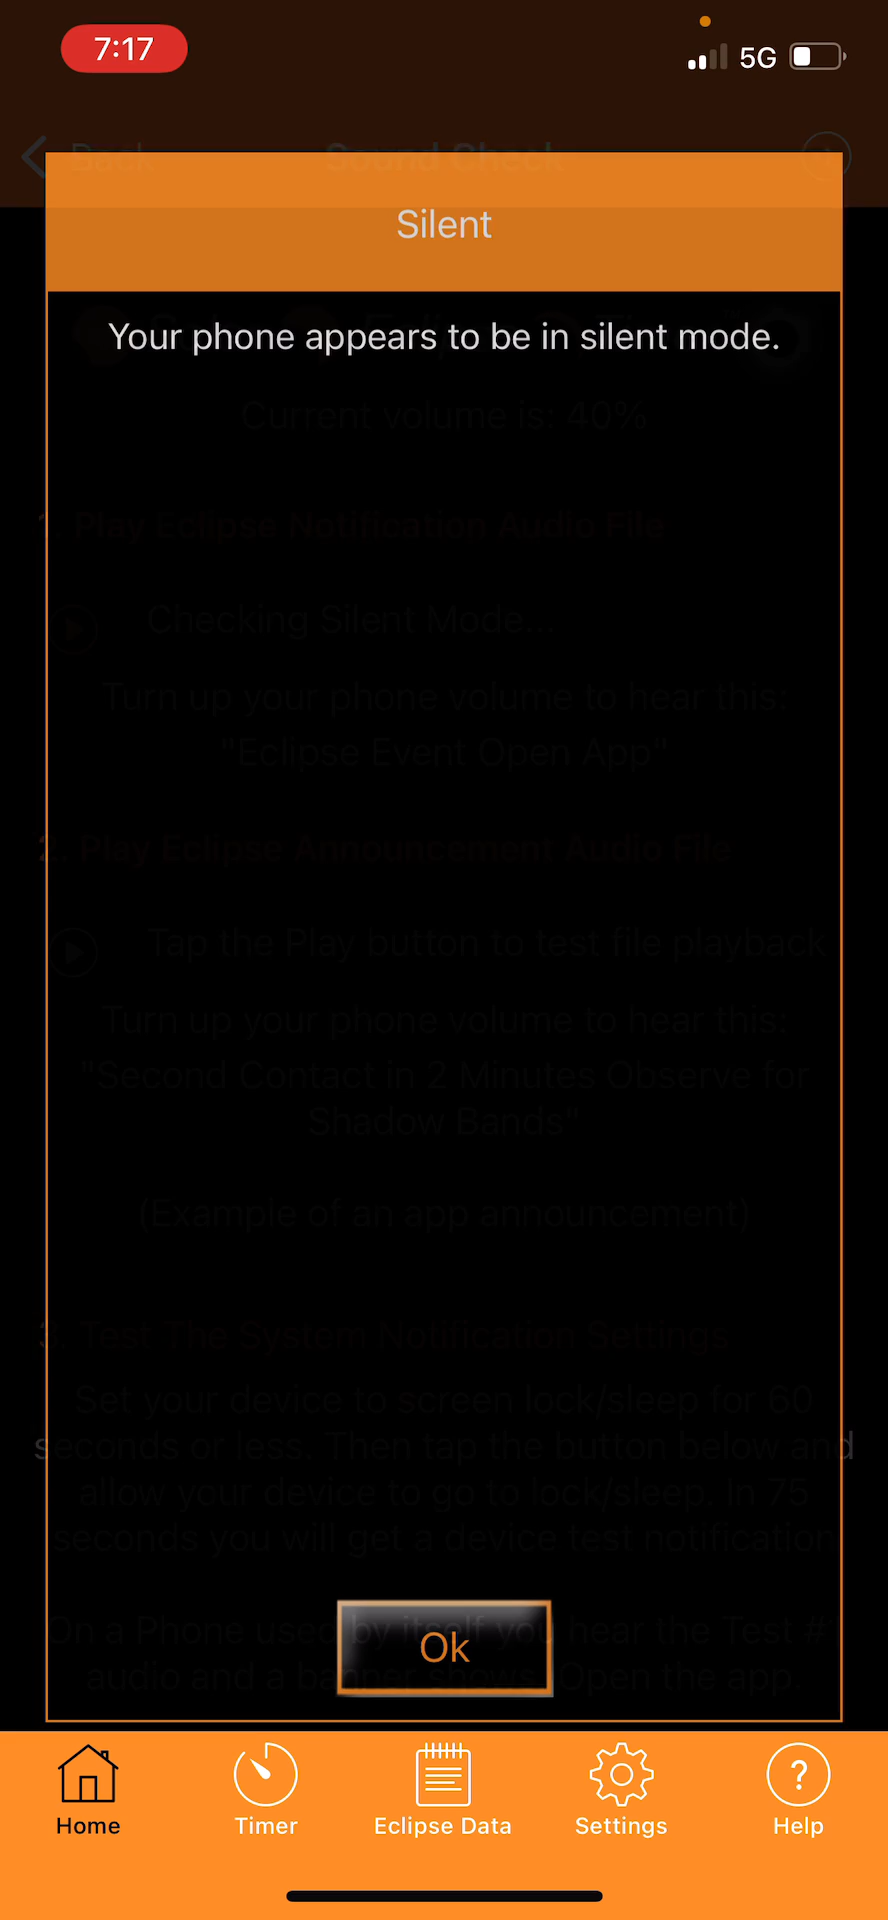 7:17
5G
Back
Sound Check
Silent
Your phone appears to be in silent mode.
Current volume is: 40%
1. Play Eclipse Notification Audio File
Checking Silent Mode...
Turn up your phone volume to hear this:
"Eclipse Event Open App"
2. Play Eclipse Announcement Audio File
Tap the Play button to test file playback
Turn up your phone volume to hear this:
"Second Contact in 2 Minutes Observe for
Shadow Bands"
(Example of an app announcement)
3. Test The System Notification Settings
Set your device to screen lock/sleep for 60
seconds or less. Then tap the button below and
allow your device to go to lock/sleep. In 75
seconds you will get a device test notification
On a Phone used by itself you hear the Test #1
audio and a banner shows. Open the app.
Ok
Home
Timer
Eclipse Data
Settings
? Help